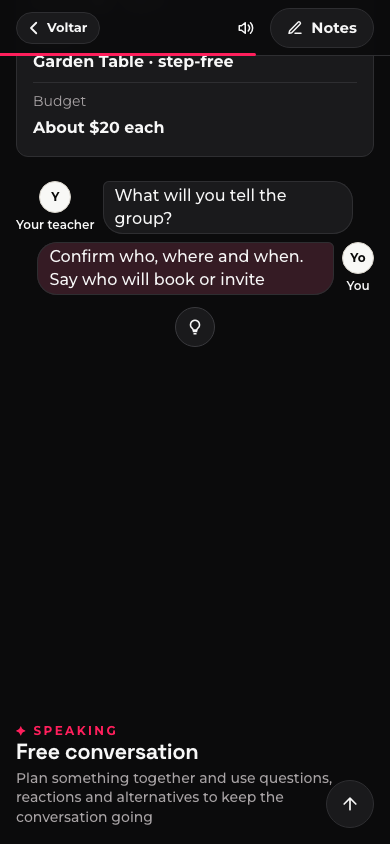 Voltar
Notes
Garden Table · step-free
Budget
About $20 each
Y
Your teacher
What will you tell the
group?
Confirm who, where and when.
Say who will book or invite
Yo
You
SPEAKING
Free conversation
Plan something together and use questions,
reactions and alternatives to keep the
conversation going